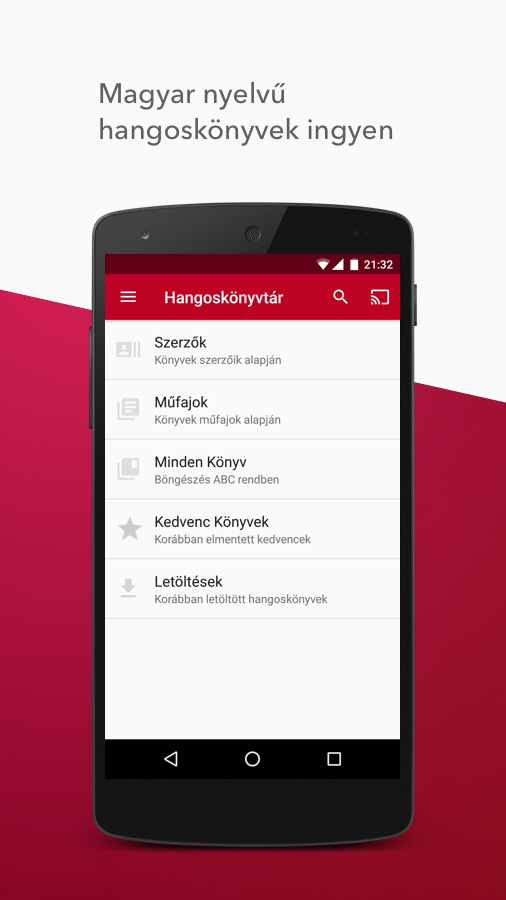 Magyar nyelvű
hangoskönyvek ingyen
21:32
Hangoskönyvtár
Szerzők
Könyvek szerzőik alapján
Műfajok
Könyvek műfajok alapján
Minden Könyv
Böngészés ABC rendben
Kedvenc Könyvek
Korábban elmentett kedvencek
Letöltések
Korábban letöltött hangoskönyvek